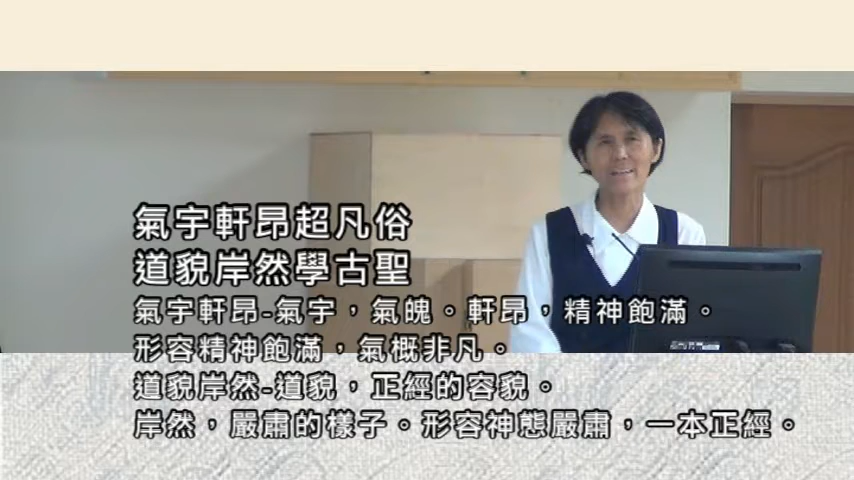 氣宇軒昂超凡俗
道貌岸然學古聖
氣宇軒昂-氣宇，氣魄。軒昂，精神飽滿。
形容精神飽滿，氣概非凡。
道貌岸然-道貌，正經的容貌。
岸然，嚴肅的樣子。形容神態嚴肅，一本正經。